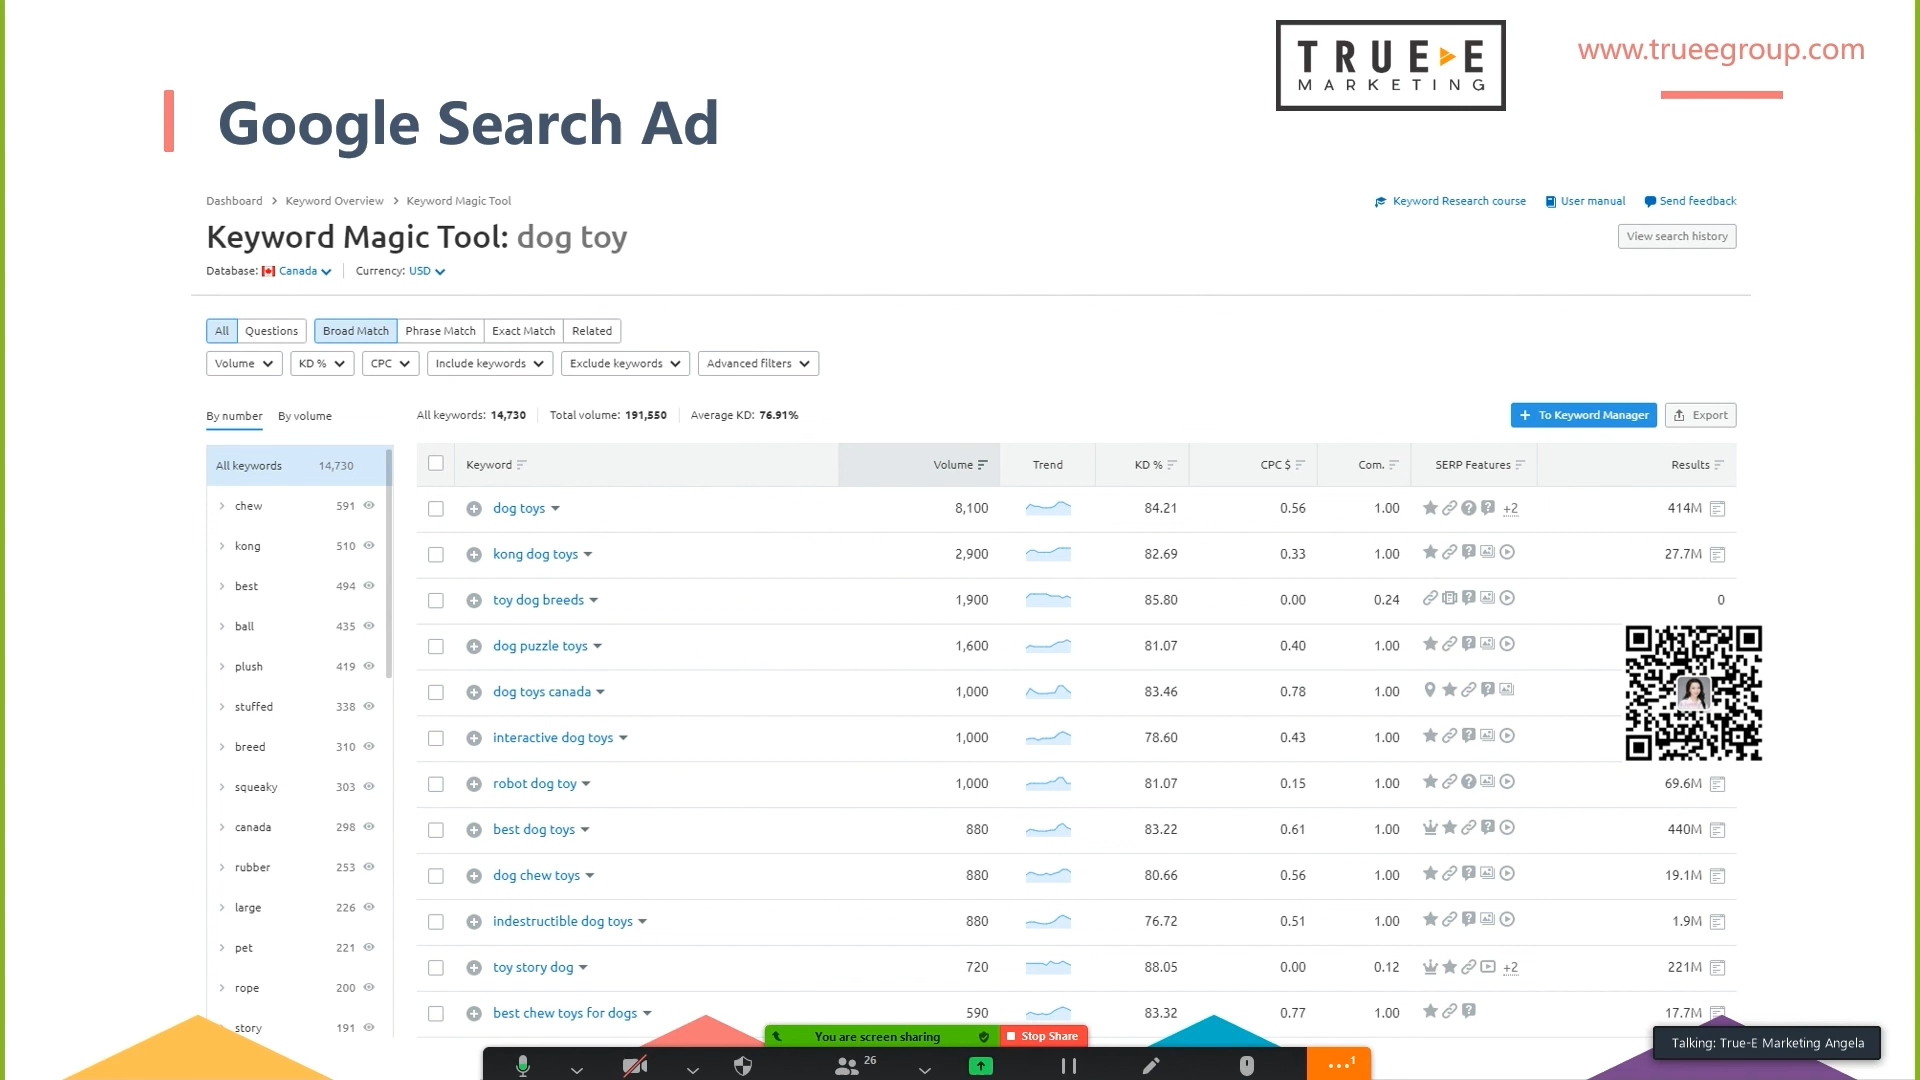 TRUE E
MARKETING
www.trueegroup.com
Google Search Ad
Dashboard Keyword Overview Keyword Magic Tool
Keyword Research course User manual Send feedback
Keyword Magic Tool: dog toy
View search history
Database: Canada Currency: USD
All Questions Broad Match Phrase Match Exact Match Related
Volume KD % CPC Include keywords Exclude keywords Advanced filters
By number By volume All keywords: 14,730 Total volume: 191,550 Average KD: 76.91% + To Keyword Manager Export
All keywords 14,730
chew 591
kong 510
best 494
ball 435
plush 419
stuffed 338
breed 310
squeaky 303
canada 298
rubber 253
large 226
pet 221
rope 200
story 191
Keyword Volume Trend KD % CPC $ Com. SERP Features Results
dog toys 8,100 84.21 0.56 1.00 +2 414M
kong dog toys 2,900 82.69 0.33 1.00 27.7M
toy dog breeds 1,900 85.80 0.00 0.24 0
dog puzzle toys 1,600 81.07 0.40 1.00
dog toys canada 1,000 83.46 0.78 1.00
interactive dog toys 1,000 78.60 0.43 1.00
robot dog toy 1,000 81.07 0.15 1.00 69.6M
best dog toys 880 83.22 0.61 1.00 440M
dog chew toys 880 80.66 0.56 1.00 19.1M
indestructible dog toys 880 76.72 0.51 1.00 1.9M
toy story dog 720 88.05 0.00 0.12 +2 221M
best chew toys for dogs 590 83.32 0.77 1.00 17.7M
You are screen sharing Stop Share
Talking: True-E Marketing Angela
26
1